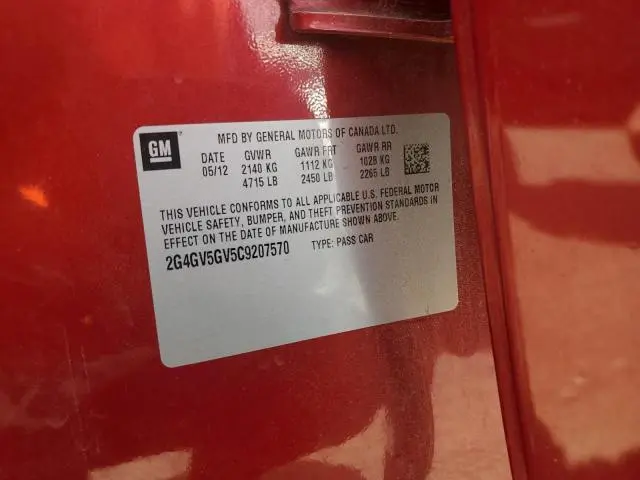 GM
MFD BY GENERAL MOTORS OF CANADA LTD.
DATE GVWR GAWR FRT GAWR RR
05/12 2140 KG 1112 KG 1028 KG
4715 LB 2450 LB 2265 LB
THIS VEHICLE CONFORMS TO ALL APPLICABLE U.S. FEDERAL MOTOR
VEHICLE SAFETY, BUMPER, AND THEFT PREVENTION STANDARDS IN
EFFECT ON THE DATE OF MANUFACTURE SHOWN ABOVE.
2G4GV5GV5C9207570 TYPE: PASS CAR